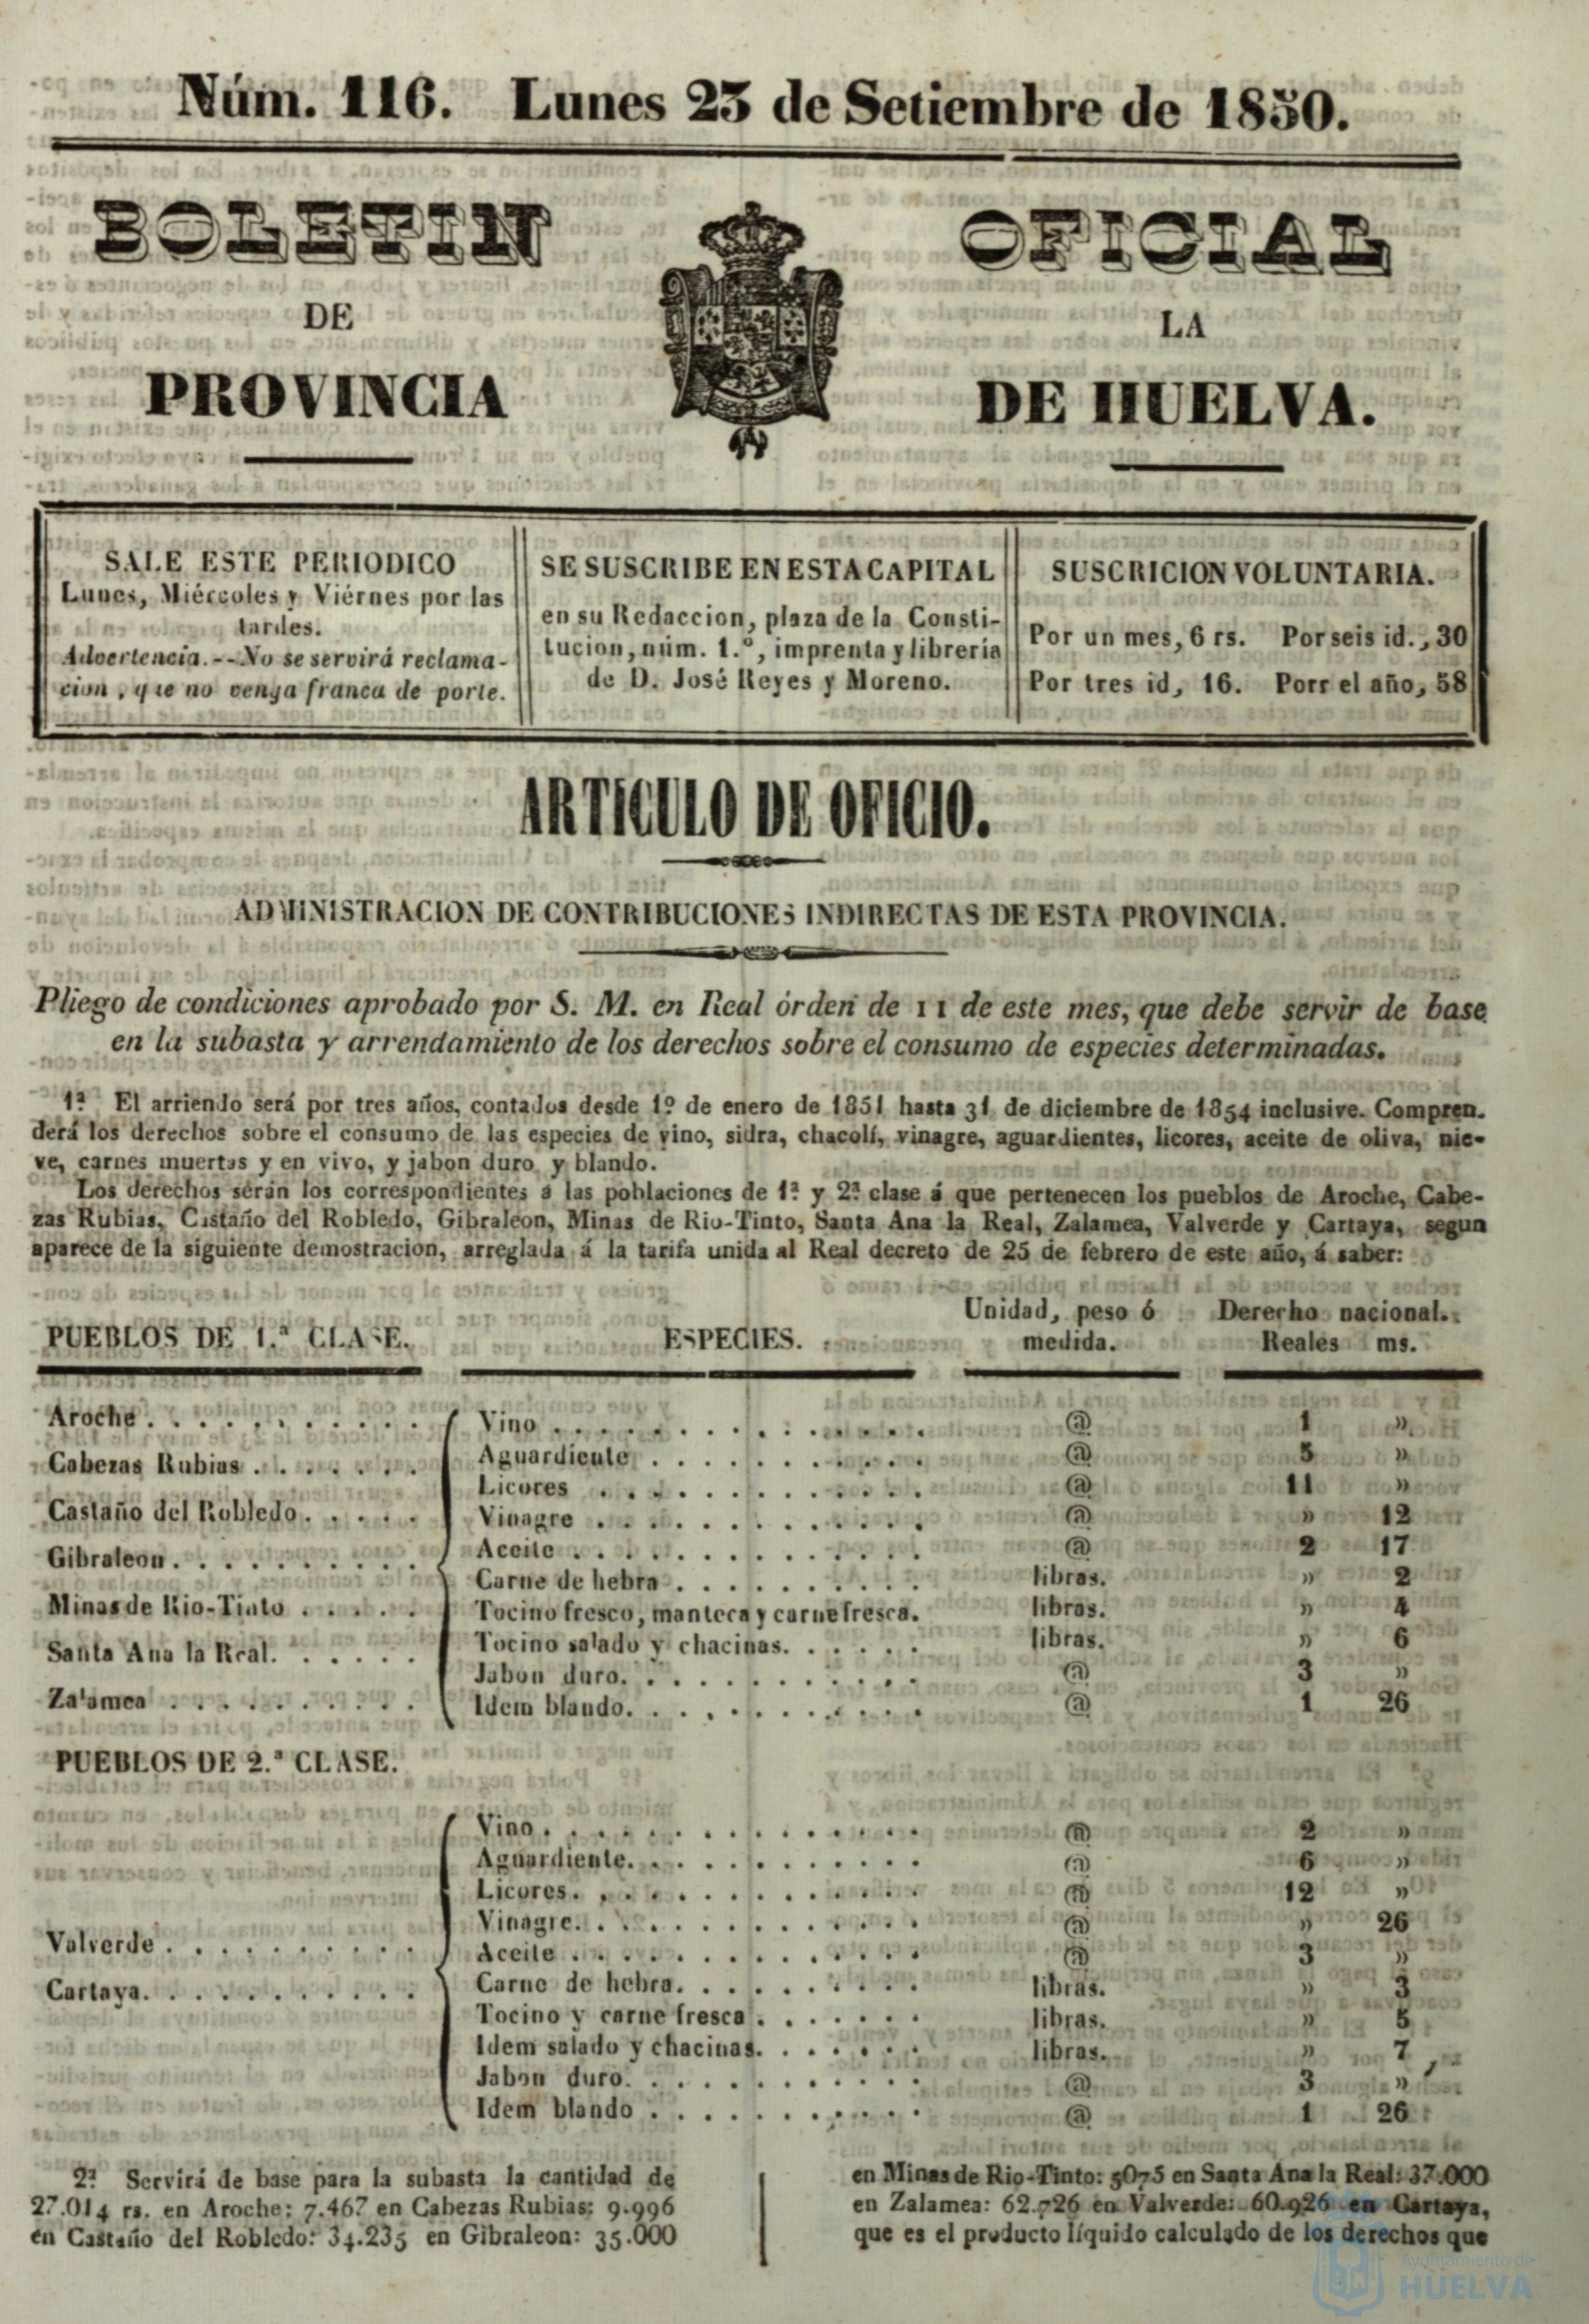 Núm. 116. Lunes 23 de Setiembre de 1850.
BOLETIN OFICIAL
DE LA
PROVINCIA DE HUELVA.
SALE ESTE PERIODICO
Lunes, Miércoles y Viérnes por las
tardes.
Advertencia.--No se servirá reclama-
cion, que no venga franca de porte.
SE SUSCRIBE EN ESTA CAPITAL
en su Redaccion, plaza de la Consti-
tucion, núm. 1.º, imprenta y librería
de D. José Reyes y Moreno.
SUSCRICION VOLUNTARIA.
Por un mes, 6 rs. Por seis id., 30
Por tres id, 16. Porr el año, 58
ARTICULO DE OFICIO.
ADMINISTRACION DE CONTRIBUCIONES INDIRECTAS DE ESTA PROVINCIA.
Pliego de condiciones aprobado por S. M. en Real órden de 11 de este mes, que debe servir de base
en la subasta y arrendamiento de los derechos sobre el consumo de especies determinadas.
1ª El arriendo será por tres años, contados desde 1º de enero de 1851 hasta 31 de diciembre de 1854 inclusive. Compren-
derá los derechos sobre el consumo de las especies de vino, sidra, chacolí, vinagre, aguardientes, licores, aceite de oliva, nie-
ve, carnes muertas y en vivo, y jabon duro y blando.
Los derechos serán los correspondientes á las poblaciones de 1ª y 2ª clase á que pertenecen los pueblos de Aroche, Cabe-
zas Rubias, Castaño del Robledo, Gibraleon, Minas de Rio-Tinto, Santa Ana la Real, Zalamea, Valverde y Cartaya, segun
aparece de la siguiente demostracion, arreglada á la tarifa unida al Real decreto de 25 de febrero de este año, á saber:
PUEBLOS DE 1.ª CLASE. ESPECIES. Unidad, peso ó medida. Derecho nacional. Reales ms.
Aroche . . . . . . . . . . .
Cabezas Rubias . . . . . . .
Castaño del Robledo . . . . .
Gibraleon . . . . . . . . . .
Minas de Rio-Tinto . . . . .
Santa Ana la Real. . . . . .
Zalamea . . . . . . . . . .
Vino . . . . . . . . . . . @ 1 »
Aguardiente . . . . . . . . . @ 5 »
Licores . . . . . . . . . . @ 11 »
Vinagre . . . . . . . . . . @ » 12
Aceite . . . . . . . . . . . @ 2 17
Carne de hebra . . . . . . . . libras. » 2
Tocino fresco, manteca y carne fresca. libras. » 4
Tocino salado y chacinas. . . . . libras. » 6
Jabon duro. . . . . . . . . . @ 3 »
Idem blando. . . . . . . . . . @ 1 26
PUEBLOS DE 2.ª CLASE.
Valverde . . . . . . . . . .
Cartaya. . . . . . . . . . .
Vino. . . . . . . . . . . . @ 2 »
Aguardiente. . . . . . . . . . @ 6 »
Licores. . . . . . . . . . . @ 12 »
Vinagre. . . . . . . . . . . @ » 26
Aceite . . . . . . . . . . . @ 3 »
Carne de hebra. . . . . . . . libras. » 3
Tocino y carne fresca . . . . . . libras. » 5
Idem salado y chacinas. . . . . . libras. » 7
Jabon duro. . . . . . . . . . @ 3 »
Idem blando . . . . . . . . . @ 1 26
2ª Servirá de base para la subasta la cantidad de
27.014 rs. en Aroche: 7.467 en Cabezas Rubias: 9.996
en Castaño del Robledo: 34.235 en Gibraleon: 35.000
en Minas de Rio-Tinto: 5075 en Santa Ana la Real: 37.000
en Zalamea: 62.726 en Valverde: 60.926 en Cartaya,
que es el producto líquido calculado de los derechos que
Ayuntamiento de
HUELVA